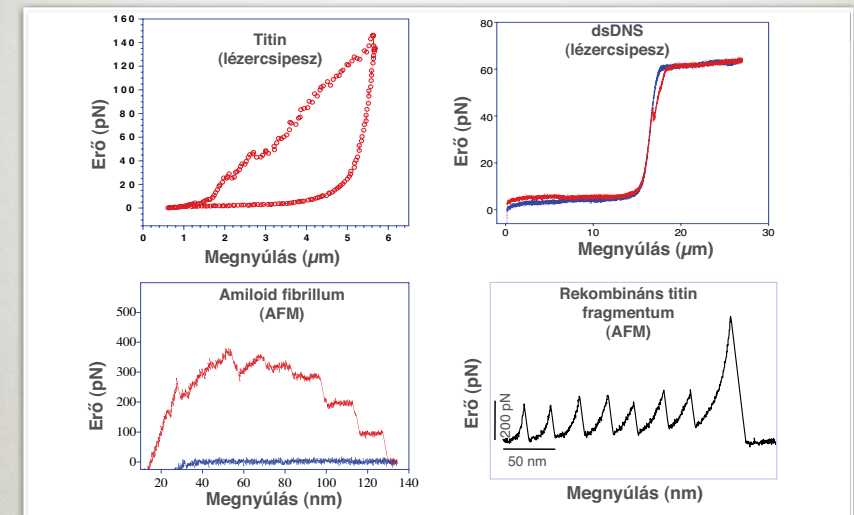 Titin
(lézercsipesz)
160
140
120
100
80
60
40
20
0
Erő (pN)
0 1 2 3 4 5 6
Megnyúlás (µm)
dsDNS
(lézercsipesz)
80
60
40
20
0
Erő (pN)
0 10 20 30
Megnyúlás (µm)
Amiloid fibrillum
(AFM)
500
400
300
200
100
0
Erő (pN)
20 40 60 80 100 120 140
Megnyúlás (nm)
Rekombináns titin
fragmentum
(AFM)
Erő (pN)
200 pN
50 nm
Megnyúlás (nm)